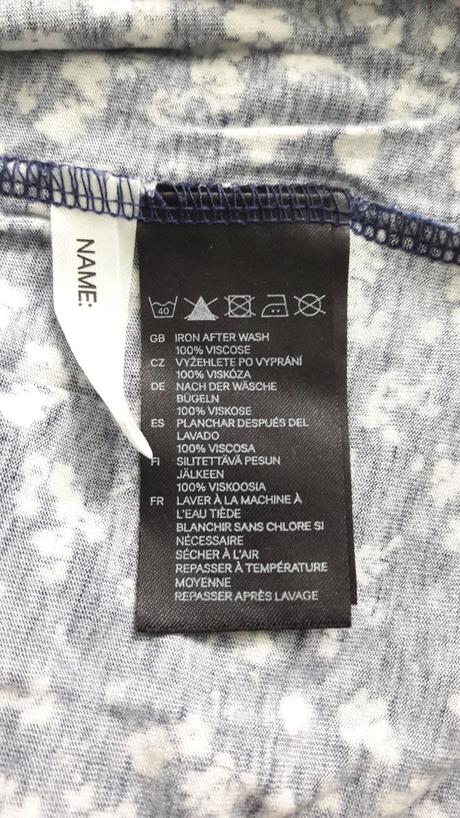 NAME:
40
GB IRON AFTER WASH
100% VISCOSE
CZ VYŽEHLETE PO VYPRÁNÍ
100% VISKÓZA
DE NACH DER WÄSCHE
BÜGELN
100% VISKOSE
ES PLANCHAR DESPUÉS DEL
LAVADO
100% VISCOSA
FI SILITETTÄVÄ PESUN
JÄLKEEN
100% VISKOOSIA
FR LAVER À LA MACHINE À
L'EAU TIÈDE
BLANCHIR SANS CHLORE SI
NÉCESSAIRE
SÉCHER À L'AIR
REPASSER À TEMPÉRATURE
MOYENNE
REPASSER APRÈS LAVAGE